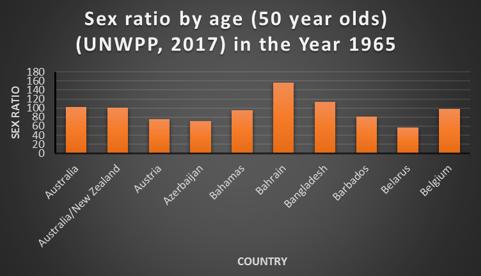 Sex ratio by age (50 year olds)
(UNWPP, 2017) in the Year 1965
SEX RATIO
180
160
140
120
100
80
60
40
20
0
Australia
Australia/New Zealand
Austria
Azerbaijan
Bahamas
Bahrain
Bangladesh
Barbados
Belarus
Belgium
COUNTRY